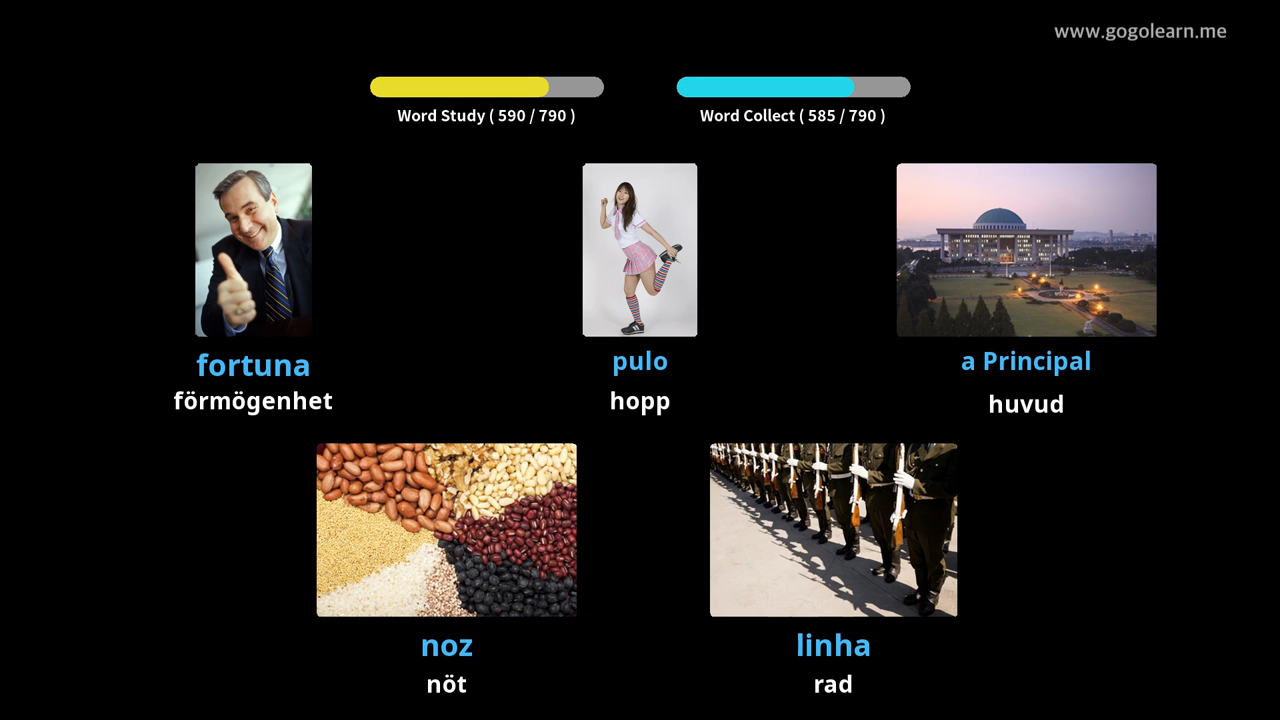 www.gogolearn.me
Word Study ( 590 / 790 )
Word Collect ( 585 / 790 )
fortuna
förmögenhet
pulo
hopp
a Principal
huvud
noz
nöt
linha
rad